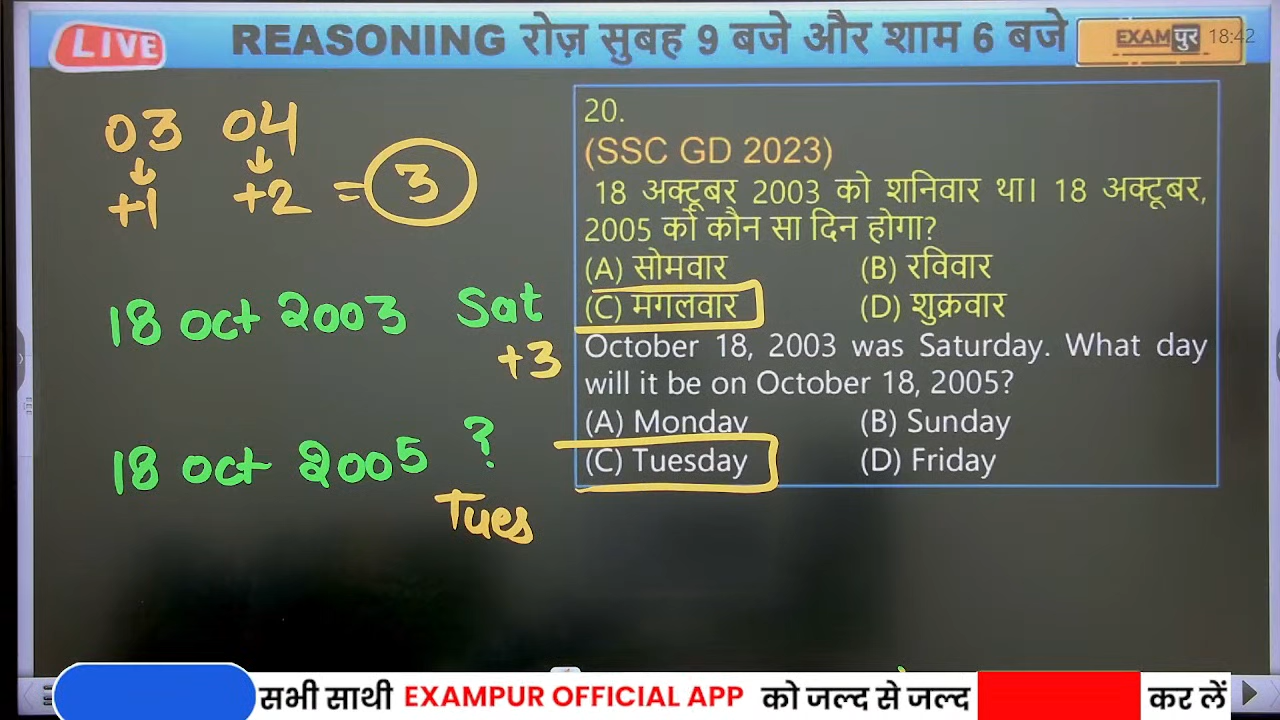 LIVE
REASONING रोज़ सुबह 9 बजे और शाम 6 बजे
EXAMपुर 18:42
03 04
+1 +2 = 3
18 oct 2003 Sat
+3
18 oct 2005 ?
Tues
20.
(SSC GD 2023)
18 अक्टूबर 2003 को शनिवार था। 18 अक्टूबर,
2005 को कौन सा दिन होगा?
(A) सोमवार (B) रविवार
(C) मगलवार (D) शुक्रवार
October 18, 2003 was Saturday. What day
will it be on October 18, 2005?
(A) Monday (B) Sunday
(C) Tuesday (D) Friday
सभी साथी EXAMPUR OFFICIAL APP को जल्द से जल्द कर लें